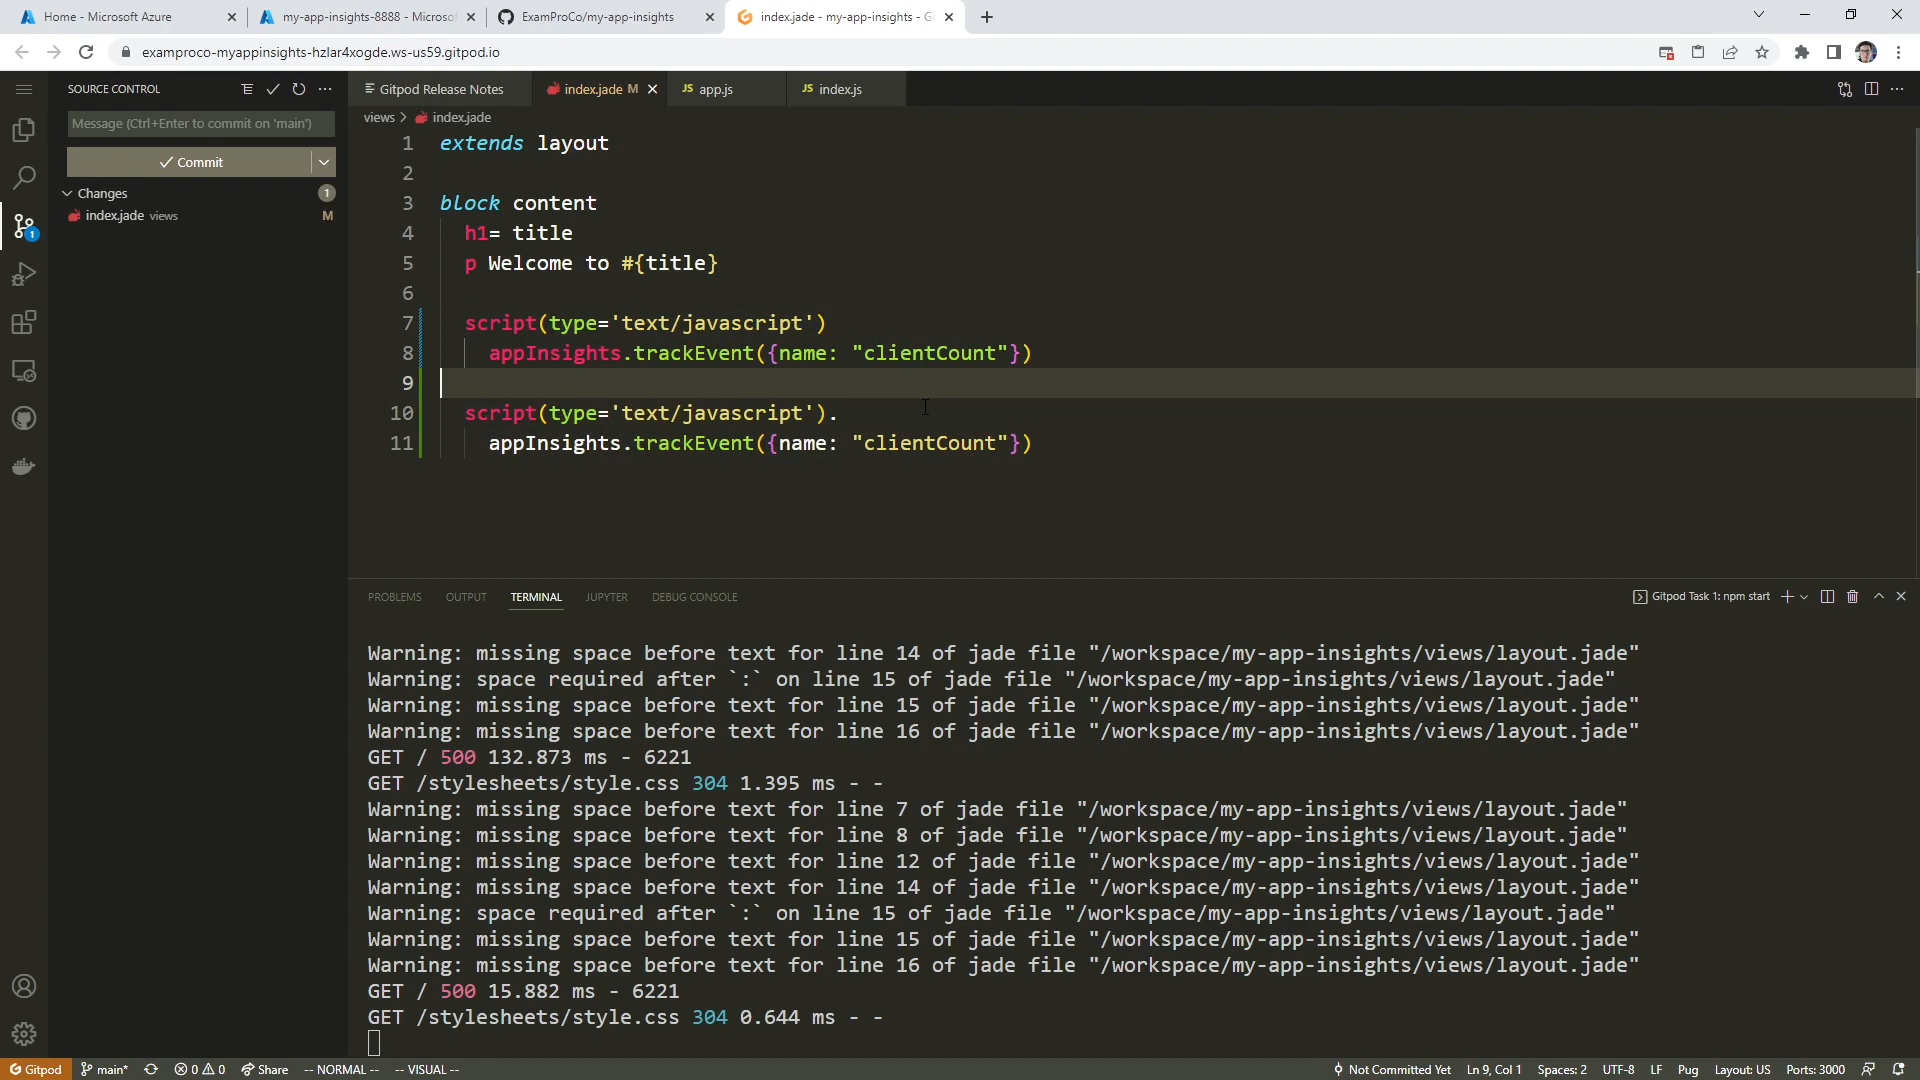 Home - Microsoft Azure
my-app-insights-8888 - Microsof
ExamProCo/my-app-insights
index.jade - my-app-insights - G
examproco-myappinsights-hzlar4xogde.ws-us59.gitpod.io
SOURCE CONTROL
Message (Ctrl+Enter to commit on 'main')
Commit
Changes 1
index.jade views M
1
Gitpod Release Notes
index.jade M
JS app.js
JS index.js
views > index.jade
1 extends layout
2
3 block content
4 h1= title
5 p Welcome to #{title}
6
7 script(type='text/javascript')
8 appInsights.trackEvent({name: "clientCount"})
9
10 script(type='text/javascript').
11 appInsights.trackEvent({name: "clientCount"})
PROBLEMS OUTPUT TERMINAL JUPYTER DEBUG CONSOLE
Gitpod Task 1: npm start
Warning: missing space before text for line 14 of jade file "/workspace/my-app-insights/views/layout.jade"
Warning: space required after `:` on line 15 of jade file "/workspace/my-app-insights/views/layout.jade"
Warning: missing space before text for line 15 of jade file "/workspace/my-app-insights/views/layout.jade"
Warning: missing space before text for line 16 of jade file "/workspace/my-app-insights/views/layout.jade"
GET / 500 132.873 ms - 6221
GET /stylesheets/style.css 304 1.395 ms - -
Warning: missing space before text for line 7 of jade file "/workspace/my-app-insights/views/layout.jade"
Warning: missing space before text for line 8 of jade file "/workspace/my-app-insights/views/layout.jade"
Warning: missing space before text for line 12 of jade file "/workspace/my-app-insights/views/layout.jade"
Warning: missing space before text for line 14 of jade file "/workspace/my-app-insights/views/layout.jade"
Warning: space required after `:` on line 15 of jade file "/workspace/my-app-insights/views/layout.jade"
Warning: missing space before text for line 15 of jade file "/workspace/my-app-insights/views/layout.jade"
Warning: missing space before text for line 16 of jade file "/workspace/my-app-insights/views/layout.jade"
GET / 500 15.882 ms - 6221
GET /stylesheets/style.css 304 0.644 ms - -
Gitpod main* 0 0 Share -- NORMAL -- -- VISUAL -- Not Committed Yet Ln 9, Col 1 Spaces: 2 UTF-8 LF Pug Layout: US Ports: 3000